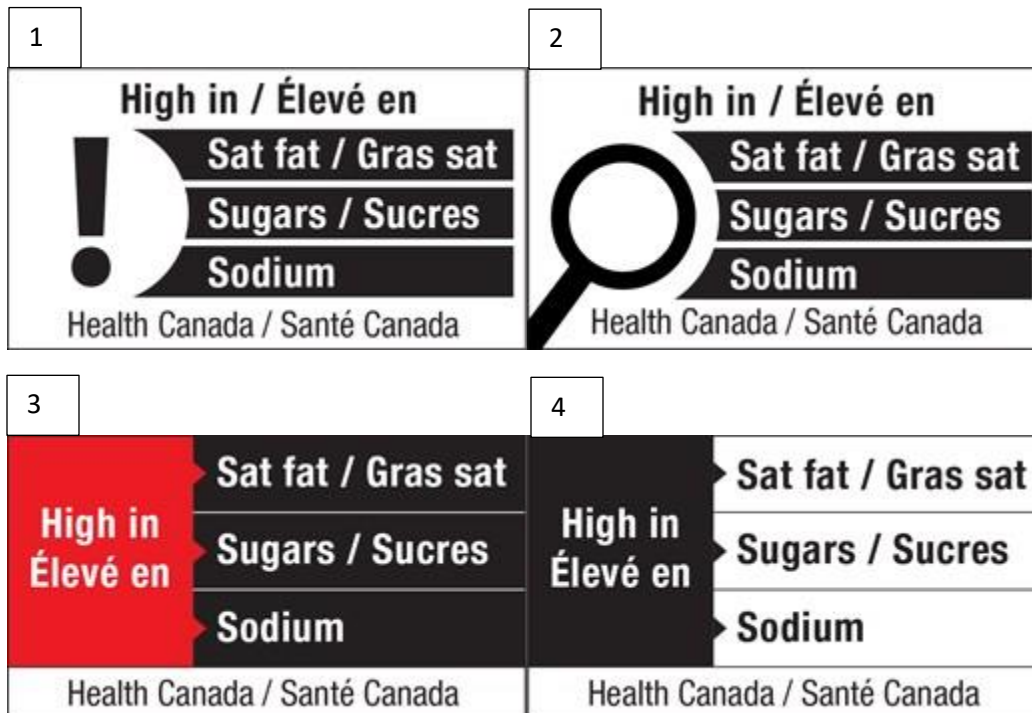 1
High in / Élevé en
Sat fat / Gras sat
Sugars / Sucres
Sodium
Health Canada / Santé Canada
2
High in / Élevé en
Sat fat / Gras sat
Sugars / Sucres
Sodium
Health Canada / Santé Canada
3
High in
Élevé en
Sat fat / Gras sat
Sugars / Sucres
Sodium
Health Canada / Santé Canada
4
High in
Élevé en
Sat fat / Gras sat
Sugars / Sucres
Sodium
Health Canada / Santé Canada